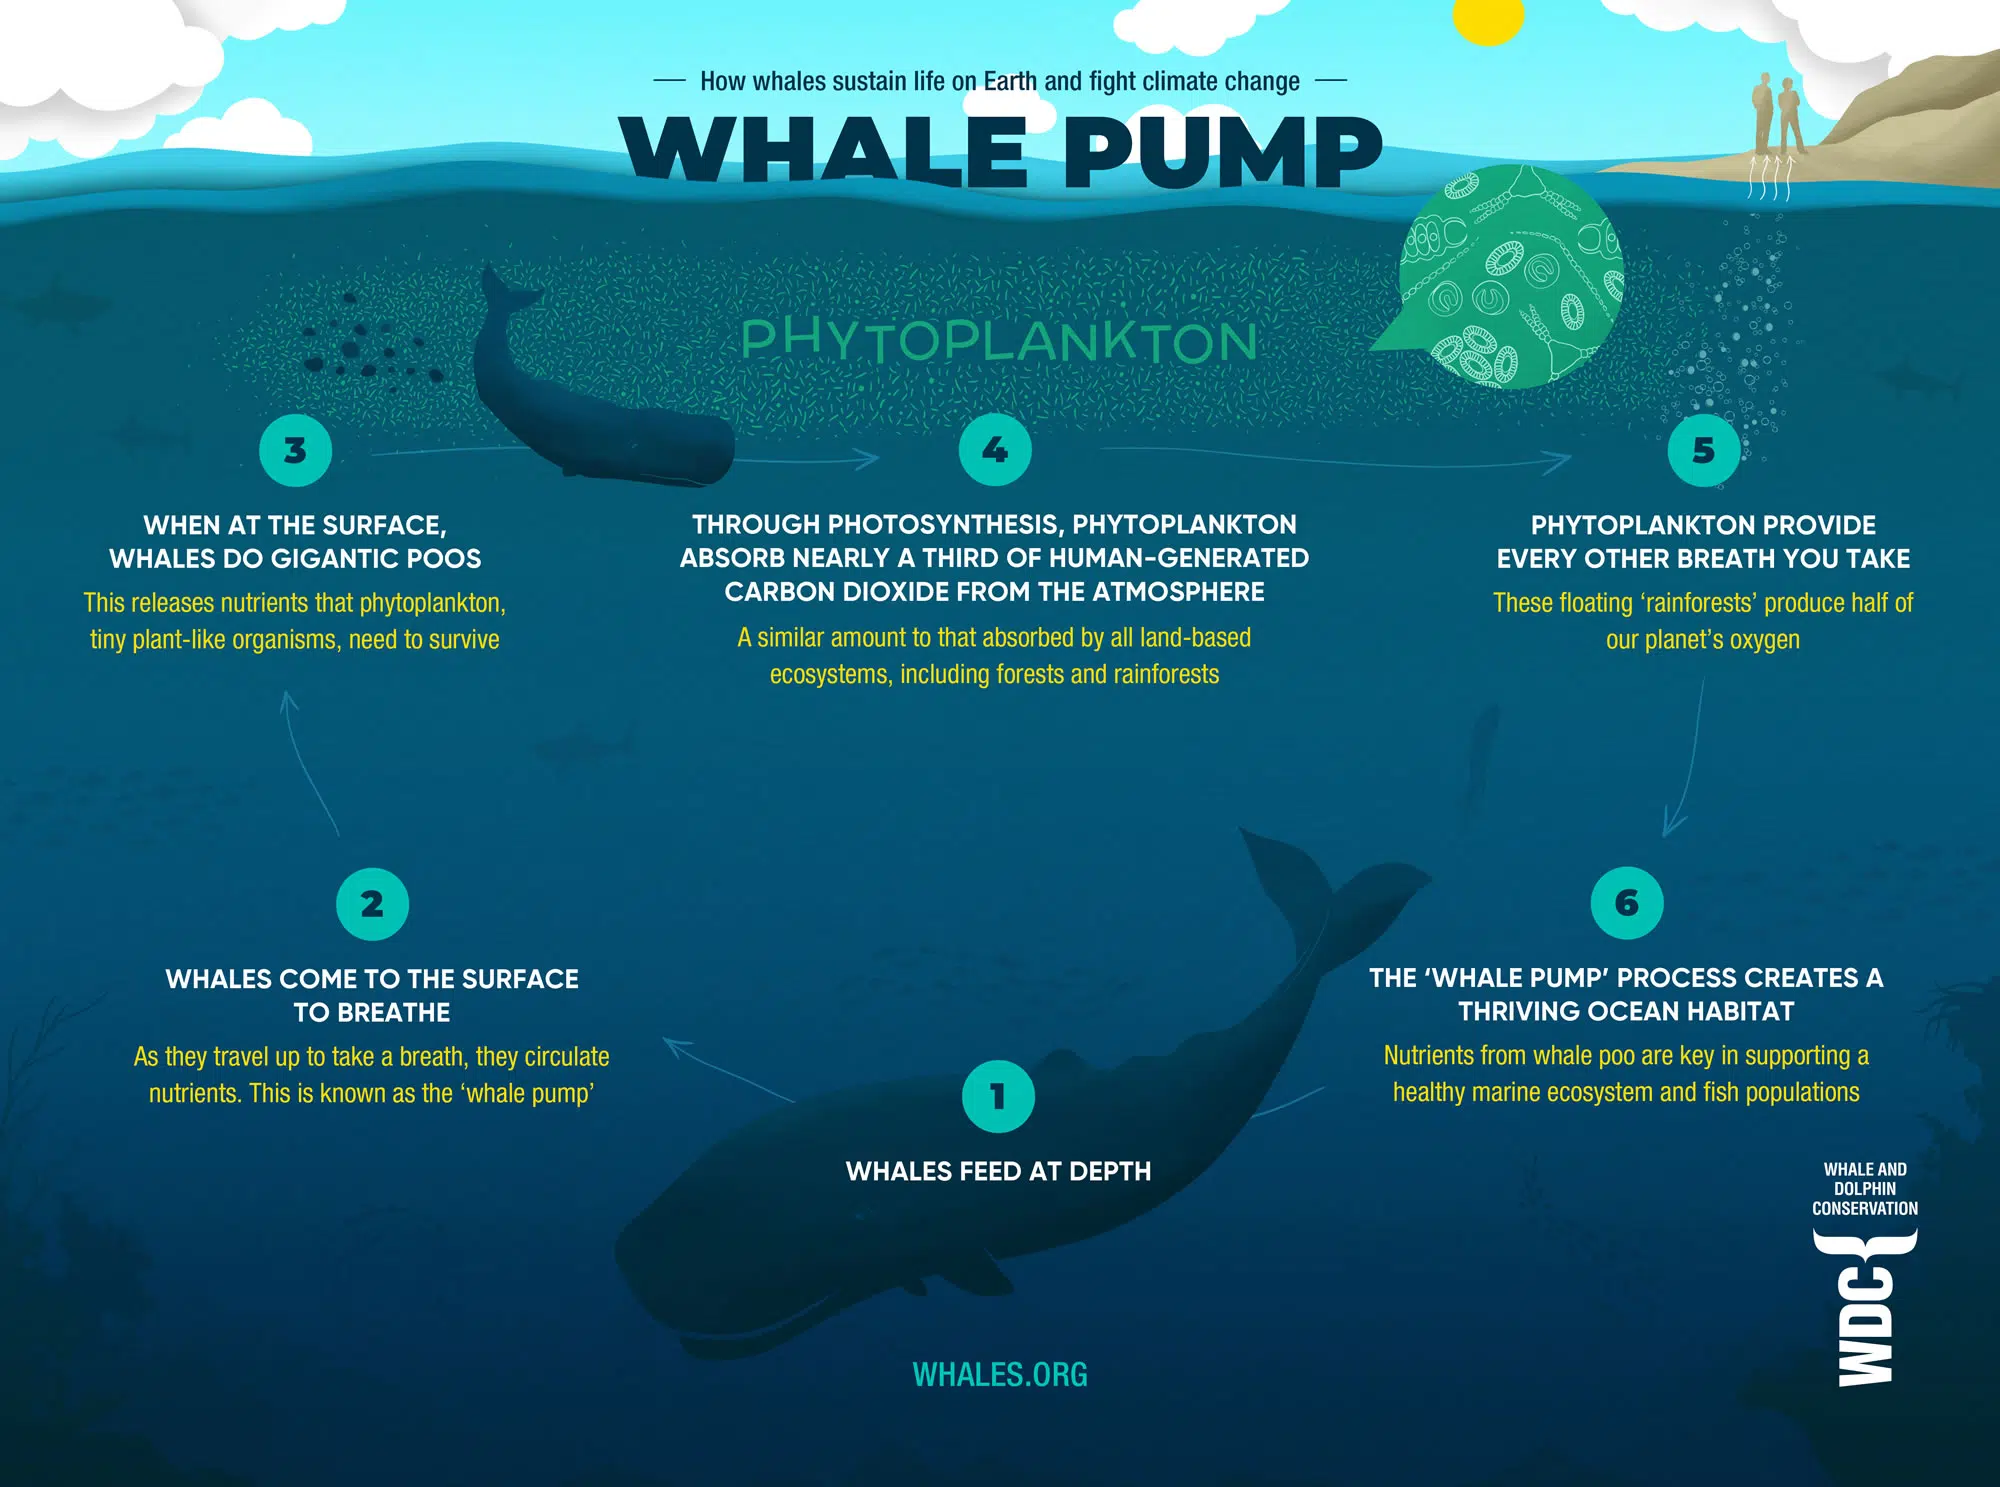 How whales sustain life on Earth and fight climate change
WHALE PUMP
PHYTOPLANKTON
3
WHEN AT THE SURFACE,
WHALES DO GIGANTIC POOS
This releases nutrients that phytoplankton,
tiny plant-like organisms, need to survive
4
THROUGH PHOTOSYNTHESIS, PHYTOPLANKTON
ABSORB NEARLY A THIRD OF HUMAN-GENERATED
CARBON DIOXIDE FROM THE ATMOSPHERE
A similar amount to that absorbed by all land-based
ecosystems, including forests and rainforests
5
PHYTOPLANKTON PROVIDE
EVERY OTHER BREATH YOU TAKE
These floating ‘rainforests’ produce half of
our planet’s oxygen
2
WHALES COME TO THE SURFACE
TO BREATHE
As they travel up to take a breath, they circulate
nutrients. This is known as the ‘whale pump’
1
WHALES FEED AT DEPTH
6
THE ‘WHALE PUMP’ PROCESS CREATES A
THRIVING OCEAN HABITAT
Nutrients from whale poo are key in supporting a
healthy marine ecosystem and fish populations
WHALE AND
DOLPHIN
CONSERVATION
WDC
WHALES.ORG